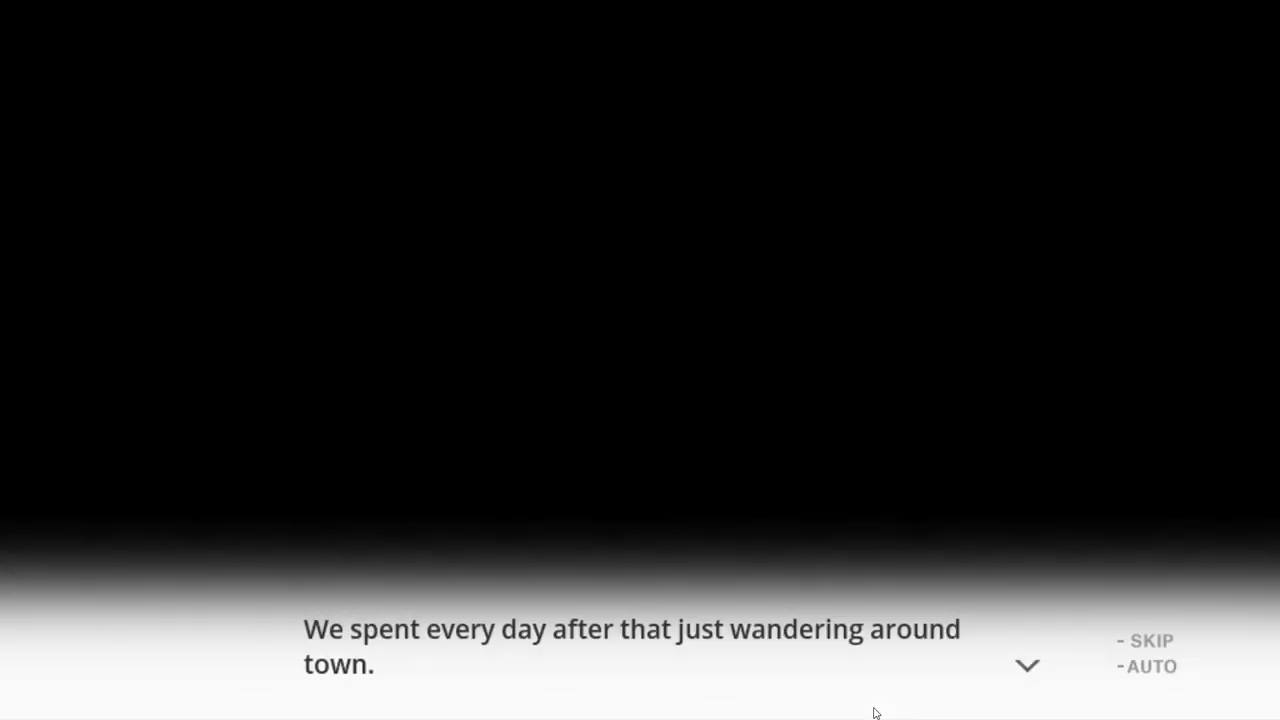 We spent every day after that just wandering around
town.
- SKIP
-AUTO